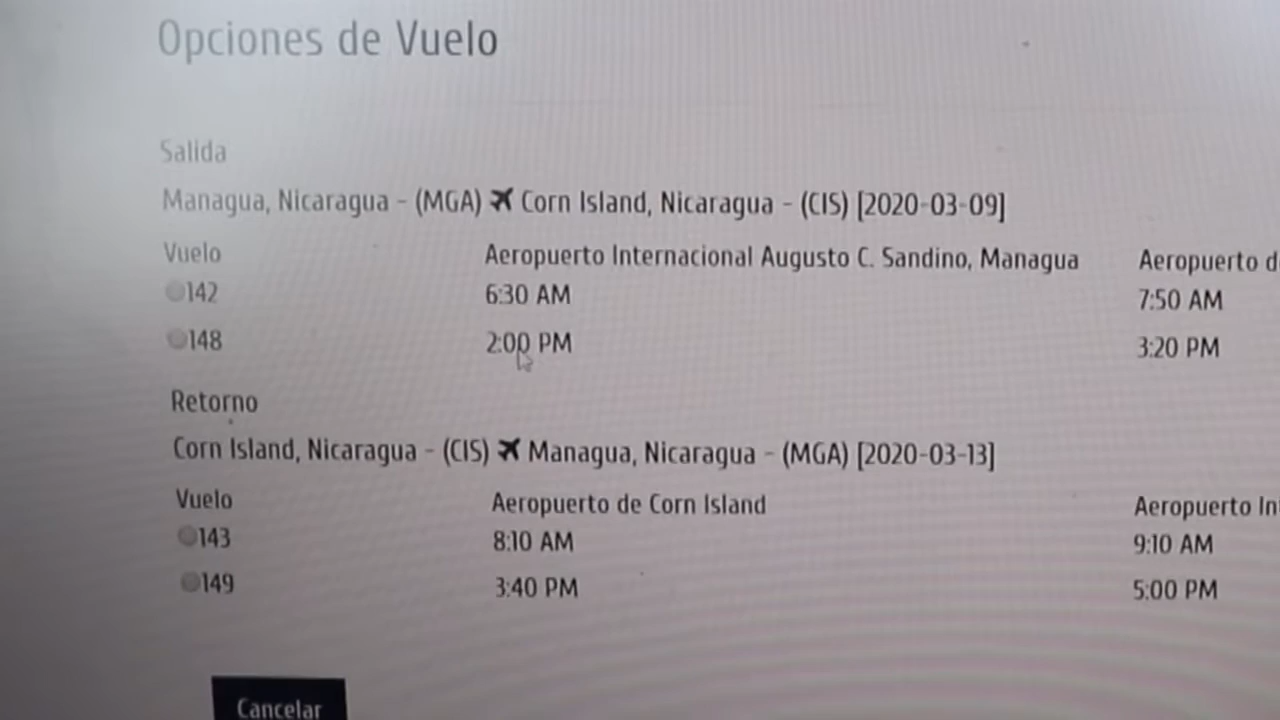 Opciones de Vuelo
Salida
Managua, Nicaragua - (MGA) ✈ Corn Island, Nicaragua - (CIS) [2020-03-09]
Vuelo Aeropuerto Internacional Augusto C. Sandino, Managua Aeropuerto d
142 6:30 AM 7:50 AM
148 2:00 PM 3:20 PM
Retorno
Corn Island, Nicaragua - (CIS) ✈ Managua, Nicaragua - (MGA) [2020-03-13]
Vuelo Aeropuerto de Corn Island Aeropuerto In
143 8:10 AM 9:10 AM
149 3:40 PM 5:00 PM
Cancelar